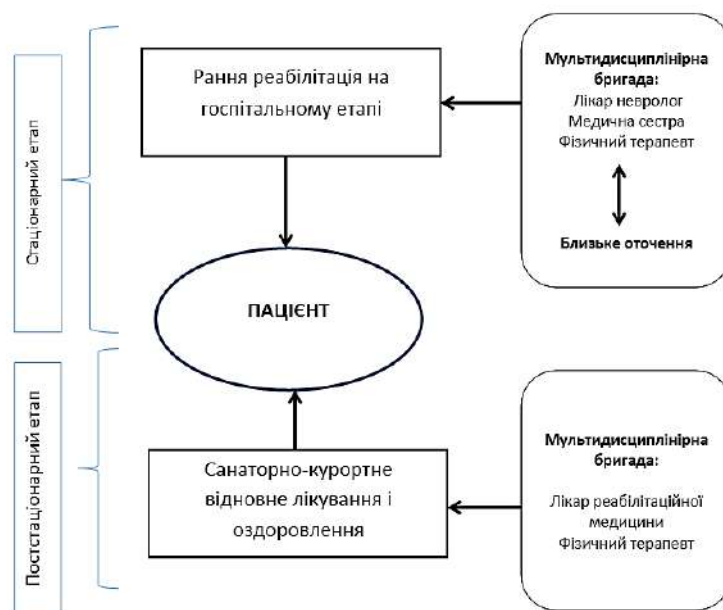 Стаціонарний етап
Рання реабілітація на
госпітальному етапі
Мультидисциплінірна
бригада:
Лікар невролог
Медична сестра
Фізичний терапевт
Близьке оточення
ПАЦІЄНТ
Постстаціонарний етап
Санаторно-курортне
відновне лікування і
оздоровлення
Мультидисциплінірна
бригада:
Лікар реабілітаційної
медицини
Фізичний терапевт